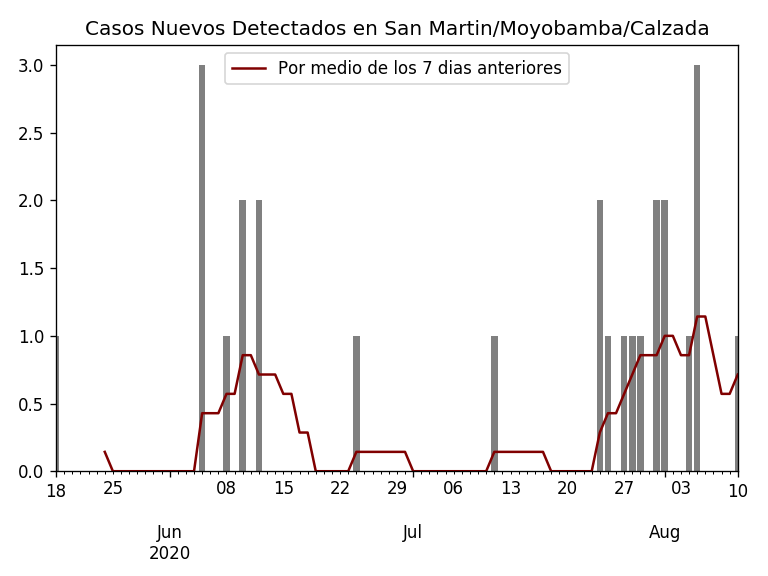 Casos Nuevos Detectados en San Martin/Moyobamba/Calzada
Por medio de los 7 dias anteriores
3.0
2.5
2.0
1.5
1.0
0.5
0.0
18 25 08 15 22 29 06 13 20 27 03 10
Jun Jul Aug
2020